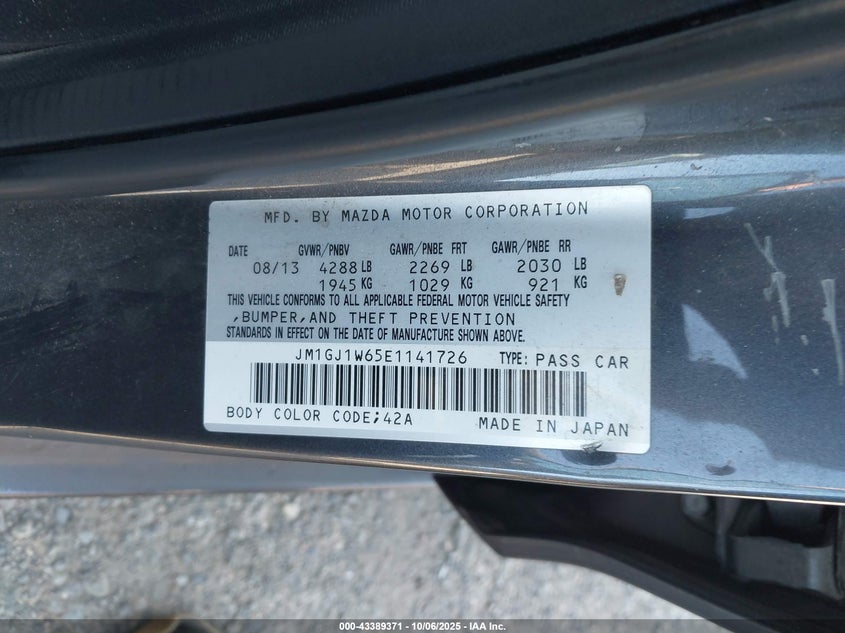 MFD. BY MAZDA MOTOR CORPORATION
DATE GVWR/PNBV GAWR/PNBE FRT GAWR/PNBE RR
08/13 4288 LB 2269 LB 2030 LB
1945 KG 1029 KG 921 KG
THIS VEHICLE CONFORMS TO ALL APPLICABLE FEDERAL MOTOR VEHICLE SAFETY
,BUMPER,AND THEFT PREVENTION
STANDARDS IN EFFECT ON THE DATE OF MANUFACTURE SHOWN ABOVE.
JM1GJ1W65E1141726 TYPE: PASS CAR
BODY COLOR CODE;42A MADE IN JAPAN
000-43389371 - 10/06/2025 - IAA Inc.